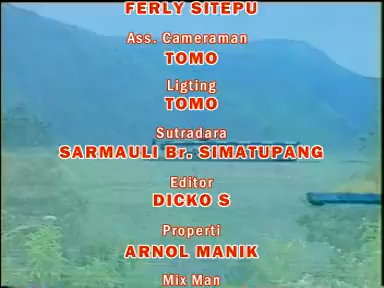 FERLY SITEPU
Ass. Cameraman
TOMO
Ligting
TOMO
Sutradara
SARMAULI Br. SIMATUPANG
Editor
DICKO S
Properti
ARNOL MANIK
Mix Man